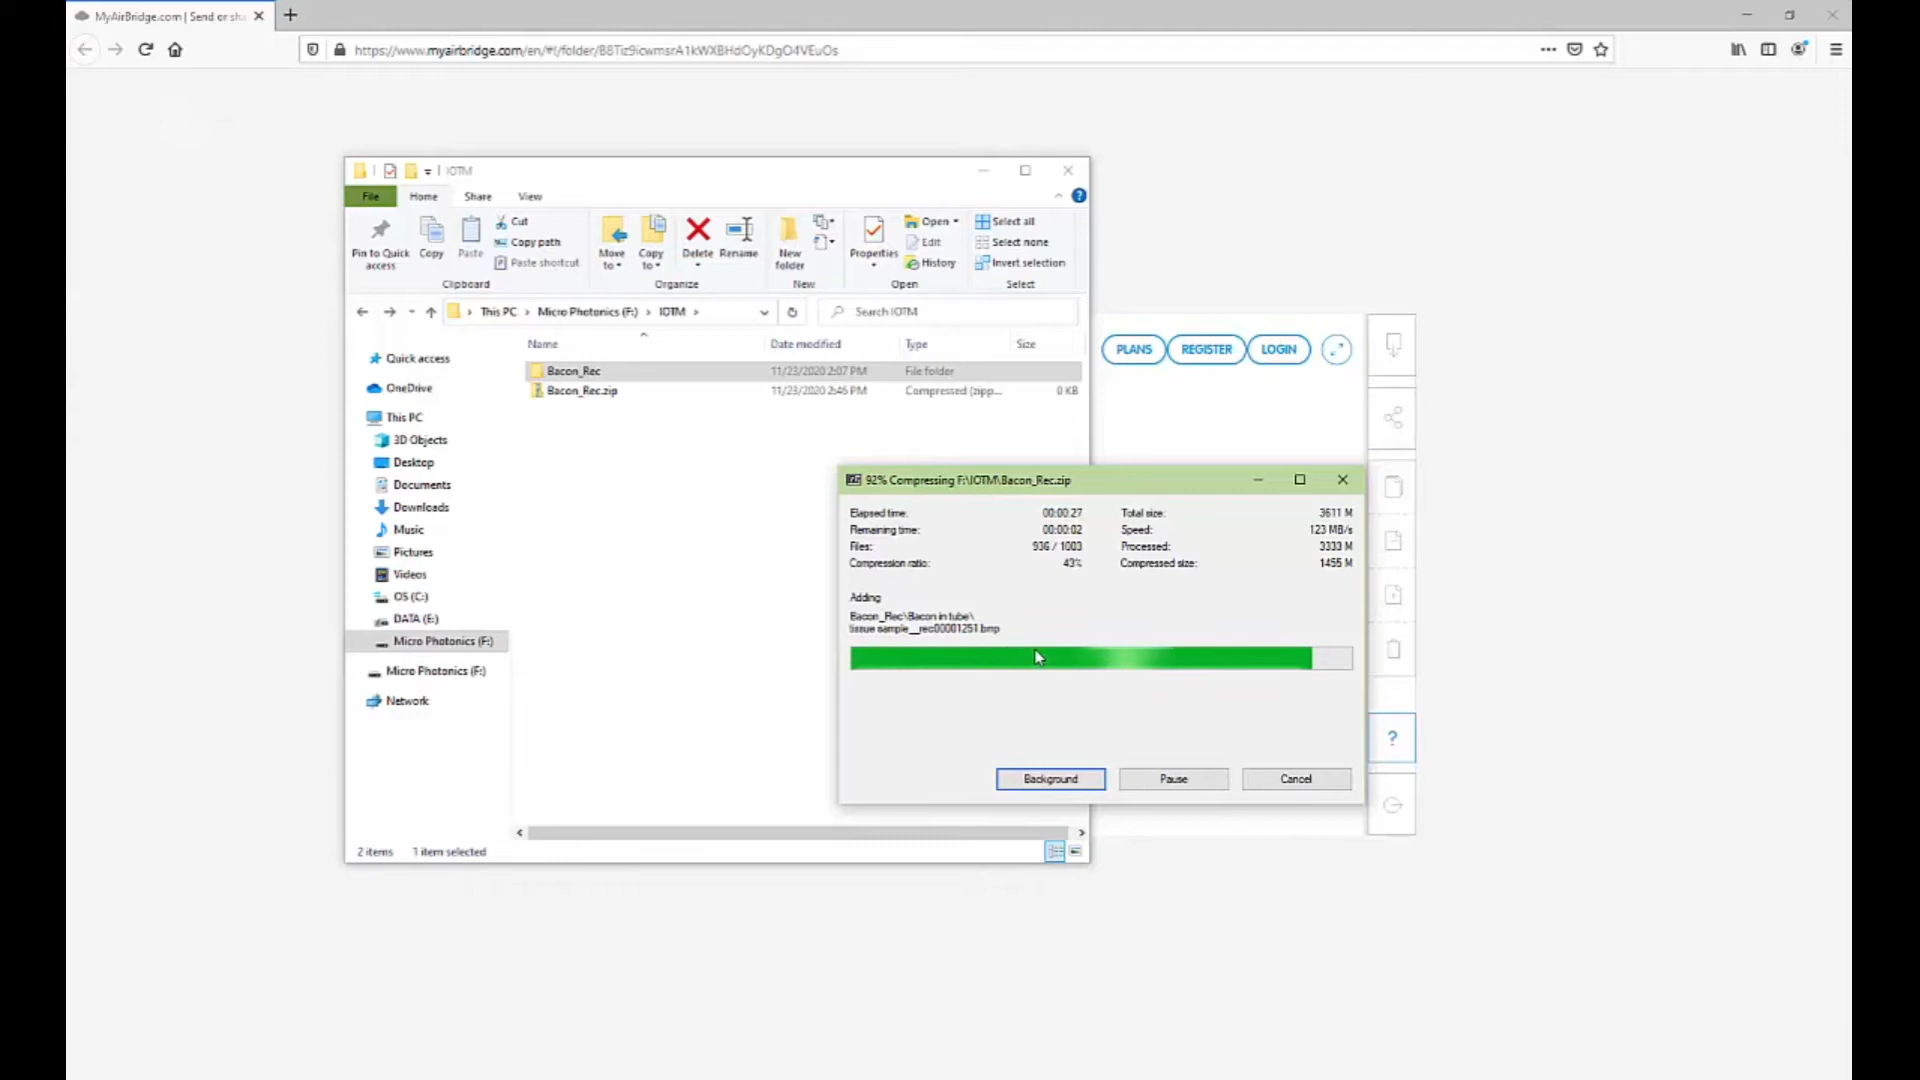 MyAirBridge.com | Send or sha
https://www.myairbridge.com/en/#!/folder/B8Tiz9icwmsrA1kWXBHdOyKDgO4VEuOs
IOTM
File Home Share View
Pin to Quick access
Copy
Paste
Cut
Copy path
Paste shortcut
Move to
Copy to
Delete
Rename
New folder
Properties
Open
Edit
History
Select all
Select none
Invert selection
Clipboard Organize New Open Select
This PC > Micro Photonics (F:) > IOTM >
Search IOTM
Name Date modified Type Size
Bacon_Rec 11/23/2020 2:07 PM File folder
Bacon_Rec.zip 11/23/2020 2:45 PM Compressed (zipp... 0 KB
Quick access
OneDrive
This PC
3D Objects
Desktop
Documents
Downloads
Music
Pictures
Videos
OS (C:)
DATA (E:)
Micro Photonics (F:)
Micro Photonics (F:)
Network
2 items 1 item selected
PLANS REGISTER LOGIN
?
92% Compressing F:\IOTM\Bacon_Rec.zip
Elapsed time: 00:00:27 Total size: 3611 M
Remaining time: 00:00:02 Speed: 123 MB/s
Files: 936 / 1003 Processed: 3333 M
Compression ratio: 43% Compressed size: 1455 M
Adding
Bacon_Rec\Bacon in tube\
tissue sample__rec00001251.bmp
Background Pause Cancel